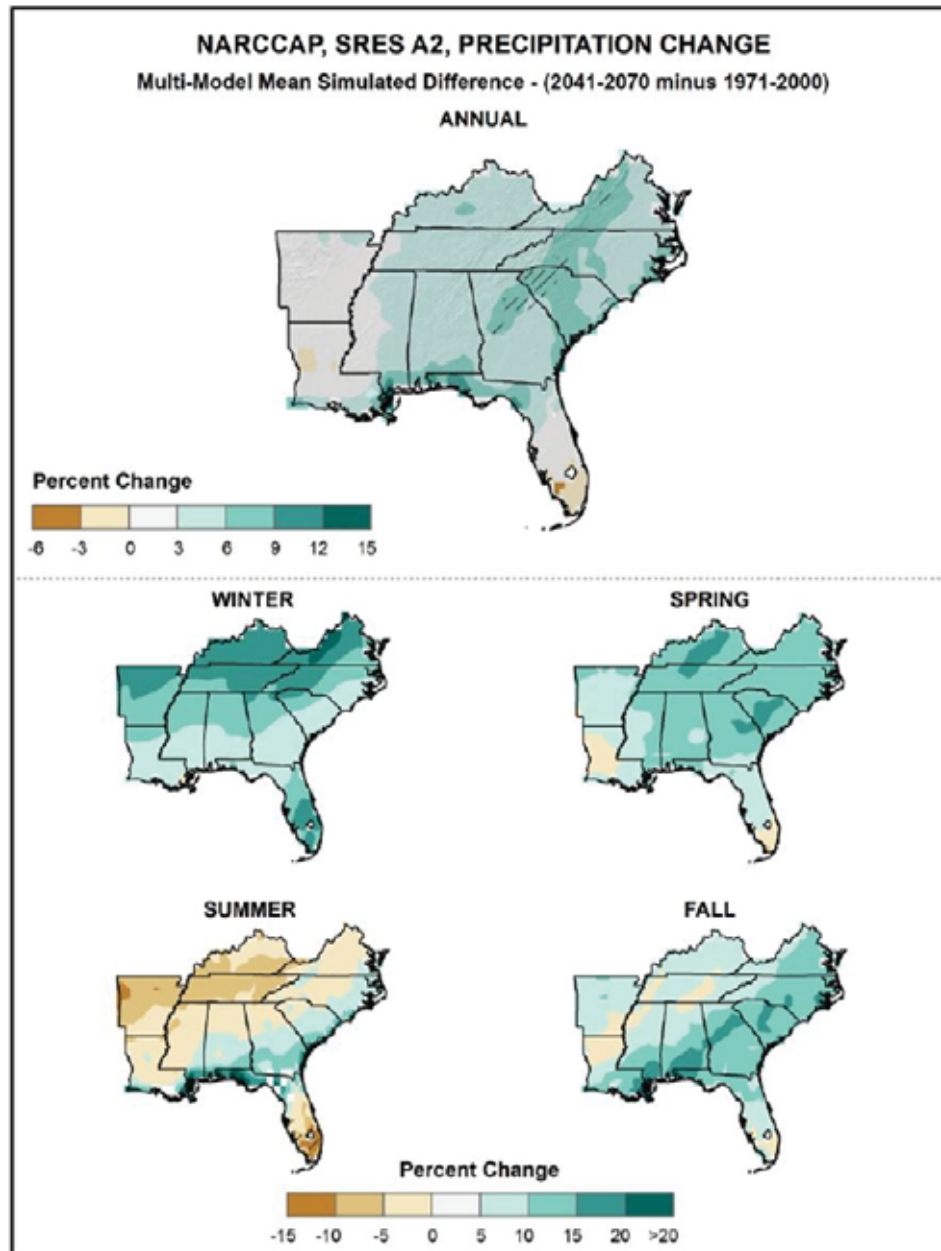 NARCCAP, SRES A2, PRECIPITATION CHANGE
Multi-Model Mean Simulated Difference - (2041-2070 minus 1971-2000)
ANNUAL
Percent Change
-6 -3 0 3 6 9 12 15
WINTER SPRING
SUMMER FALL
Percent Change
-15 -10 -5 0 5 10 15 20 >20